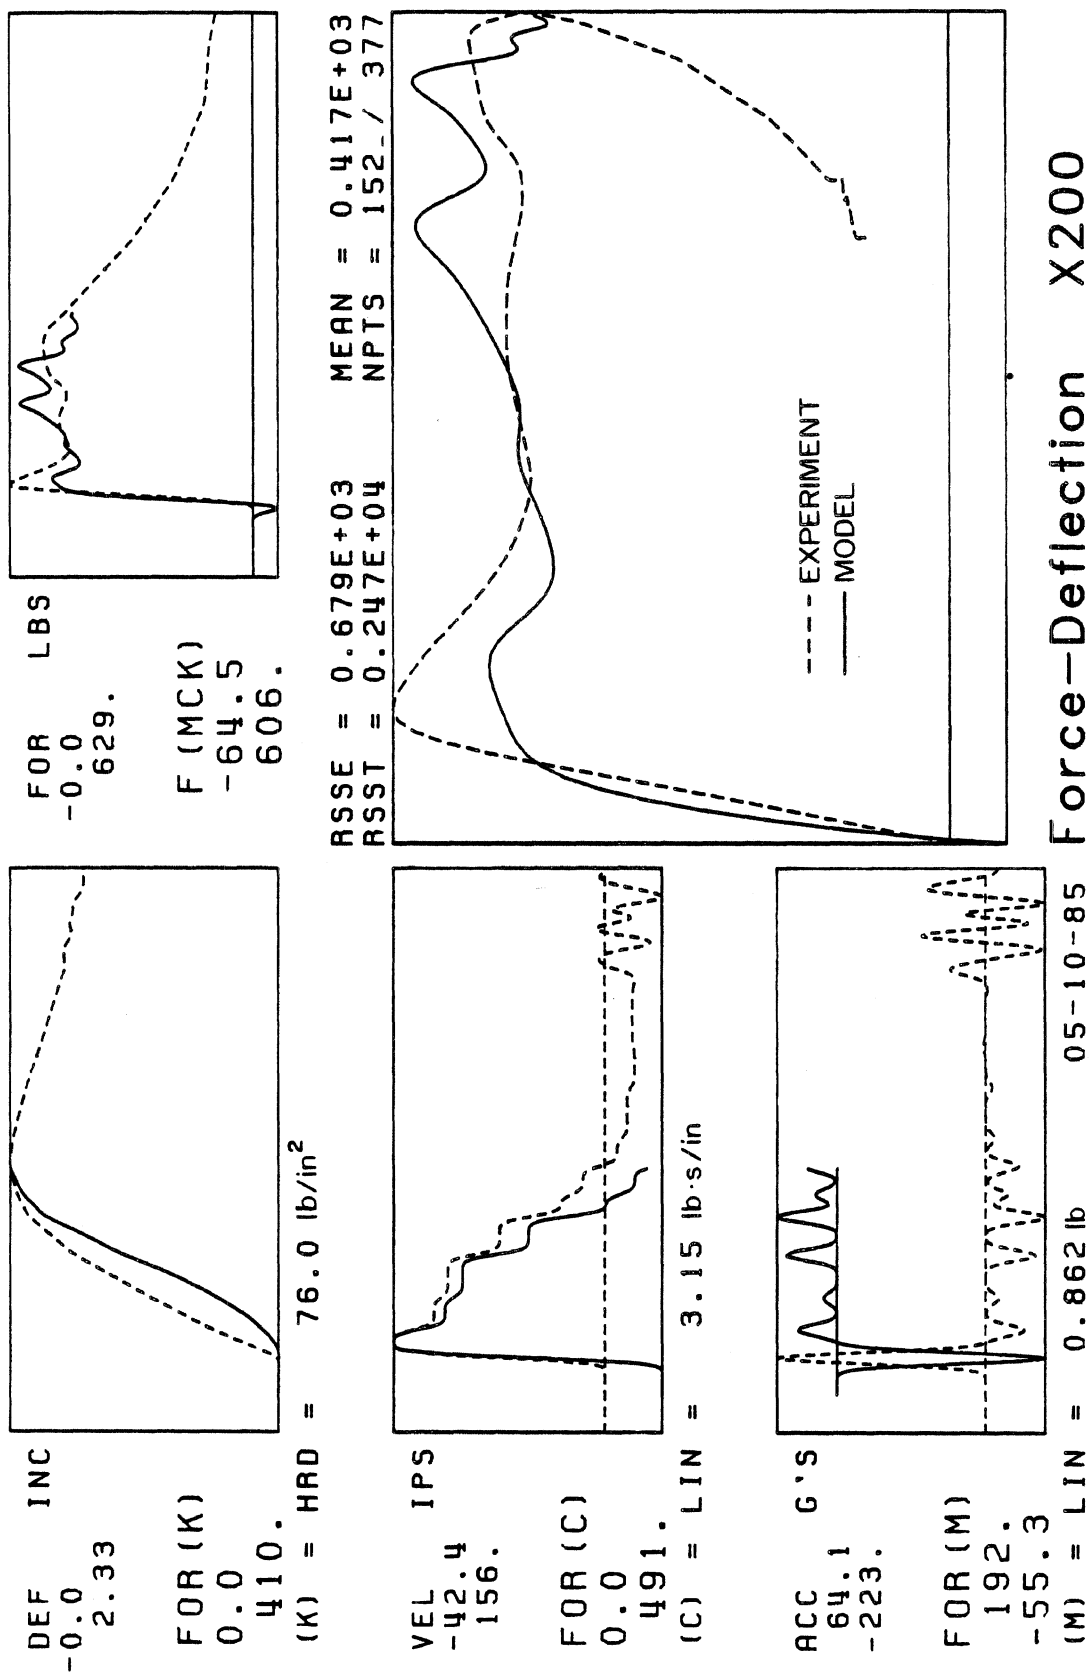 DEF INC
-0.0
2.33
FOR (K)
0.0
410.
(K) = HRD = 76.0 lb/in²
VEL IPS
-42.4
156.
FOR (C)
0.0
491.
(C) = LIN = 3.15 lb·s/in
ACC G'S
64.1
-223.
FOR (M)
192.
-55.3
(M) = LIN = 0.862 lb 05-10-85
FOR LBS
-0.0
629.
F (MCK)
-64.5
606.
RSSE = 0.679E+03 MEAN = 0.417E+03
RSST = 0.247E+04 NPTS = 152./ 377
--- EXPERIMENT
— MODEL
Force-Deflection X200